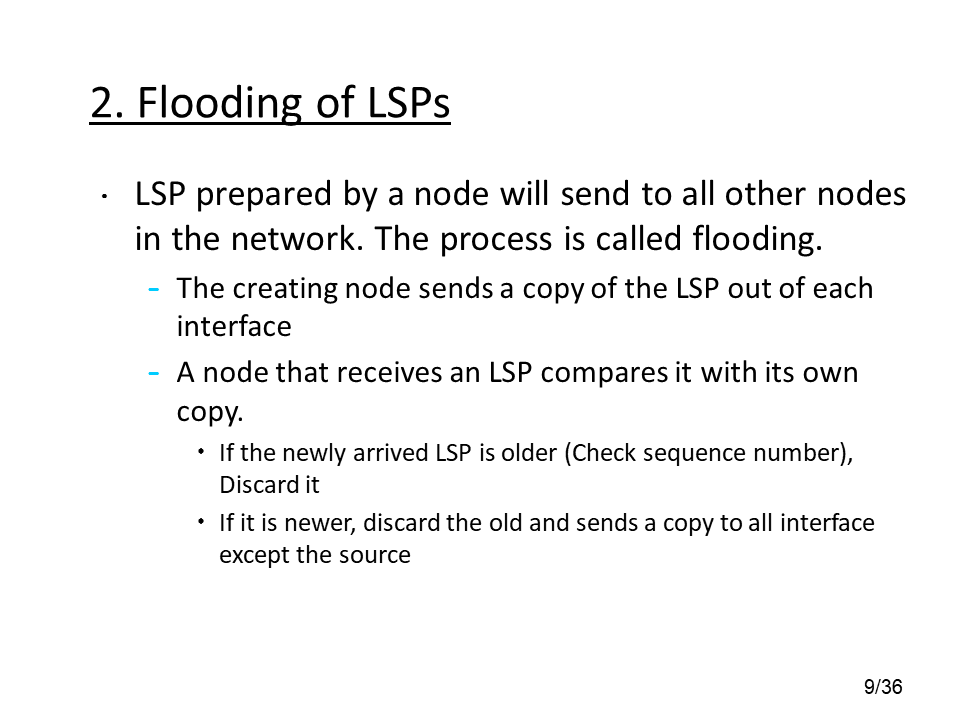 2. Flooding of LSPs
· LSP prepared by a node will send to all other nodes
in the network. The process is called flooding.
- The creating node sends a copy of the LSP out of each
interface
- A node that receives an LSP compares it with its own
copy.
• If the newly arrived LSP is older (Check sequence number),
Discard it
• If it is newer, discard the old and sends a copy to all interface
except the source
9/36